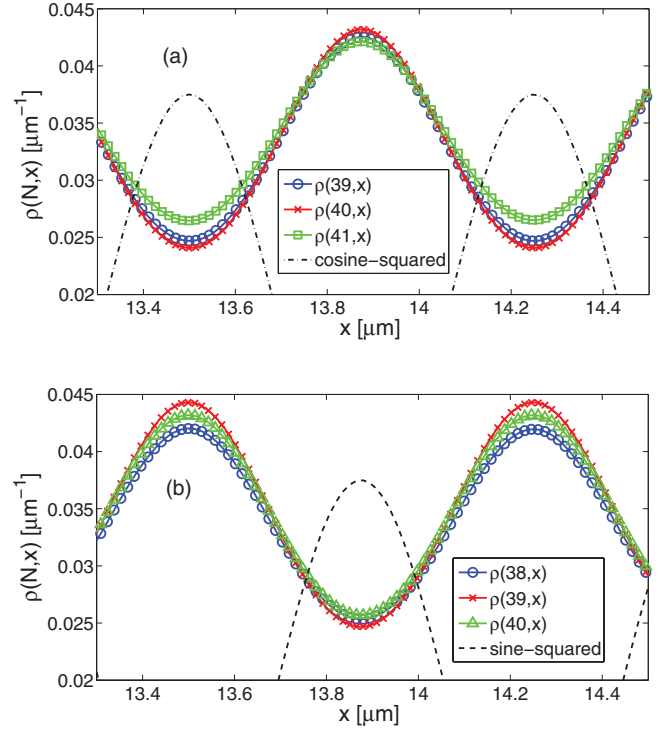 0.045
(a)
0.04
0.035
0.03
0.025
0.02
ρ(N,x) [μm⁻¹]
ρ(39,x)
ρ(40,x)
ρ(41,x)
cosine−squared
13.4 13.6 13.8 14 14.2 14.4
x [μm]
0.045
0.04
(b)
0.035
0.03
0.025
0.02
ρ(N,x) [μm⁻¹]
ρ(38,x)
ρ(39,x)
ρ(40,x)
sine−squared
13.4 13.6 13.8 14 14.2 14.4
x [μm]